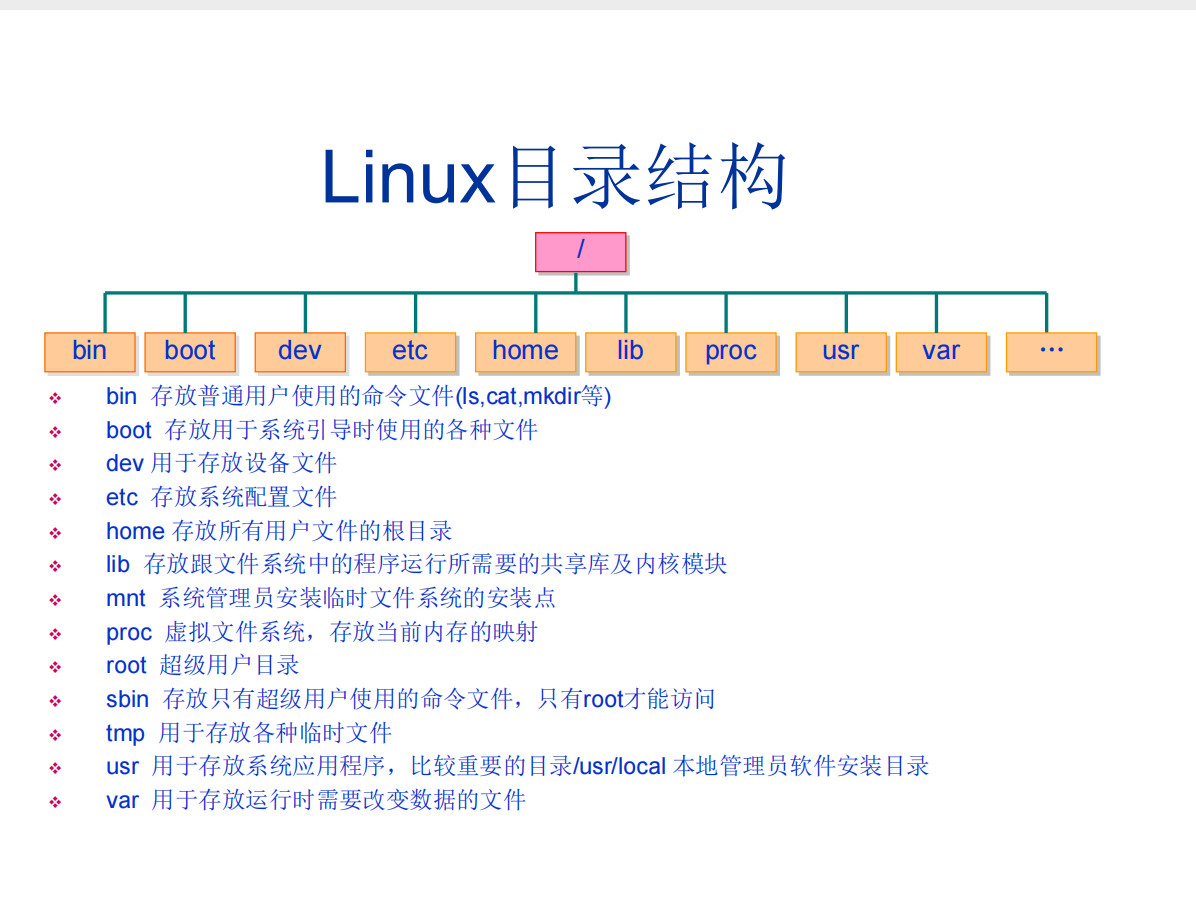 Linux目录结构
/
bin boot dev etc home lib proc usr var …
bin 存放普通用户使用的命令文件(ls,cat,mkdir等)
boot 存放用于系统引导时使用的各种文件
dev 用于存放设备文件
etc 存放系统配置文件
home 存放所有用户文件的根目录
lib 存放跟文件系统中的程序运行所需要的共享库及内核模块
mnt 系统管理员安装临时文件系统的安装点
proc 虚拟文件系统，存放当前内存的映射
root 超级用户目录
sbin 存放只有超级用户使用的命令文件，只有root才能访问
tmp 用于存放各种临时文件
usr 用于存放系统应用程序，比较重要的目录/usr/local 本地管理员软件安装目录
var 用于存放运行时需要改变数据的文件